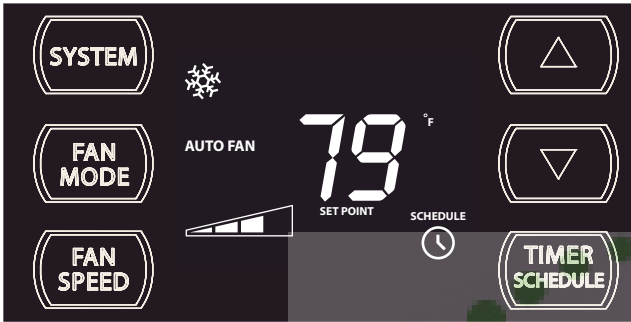 SYSTEM
AUTO FAN
79
°F
FAN
MODE
SET POINT
SCHEDULE
FAN
SPEED
TIMER
SCHEDULE